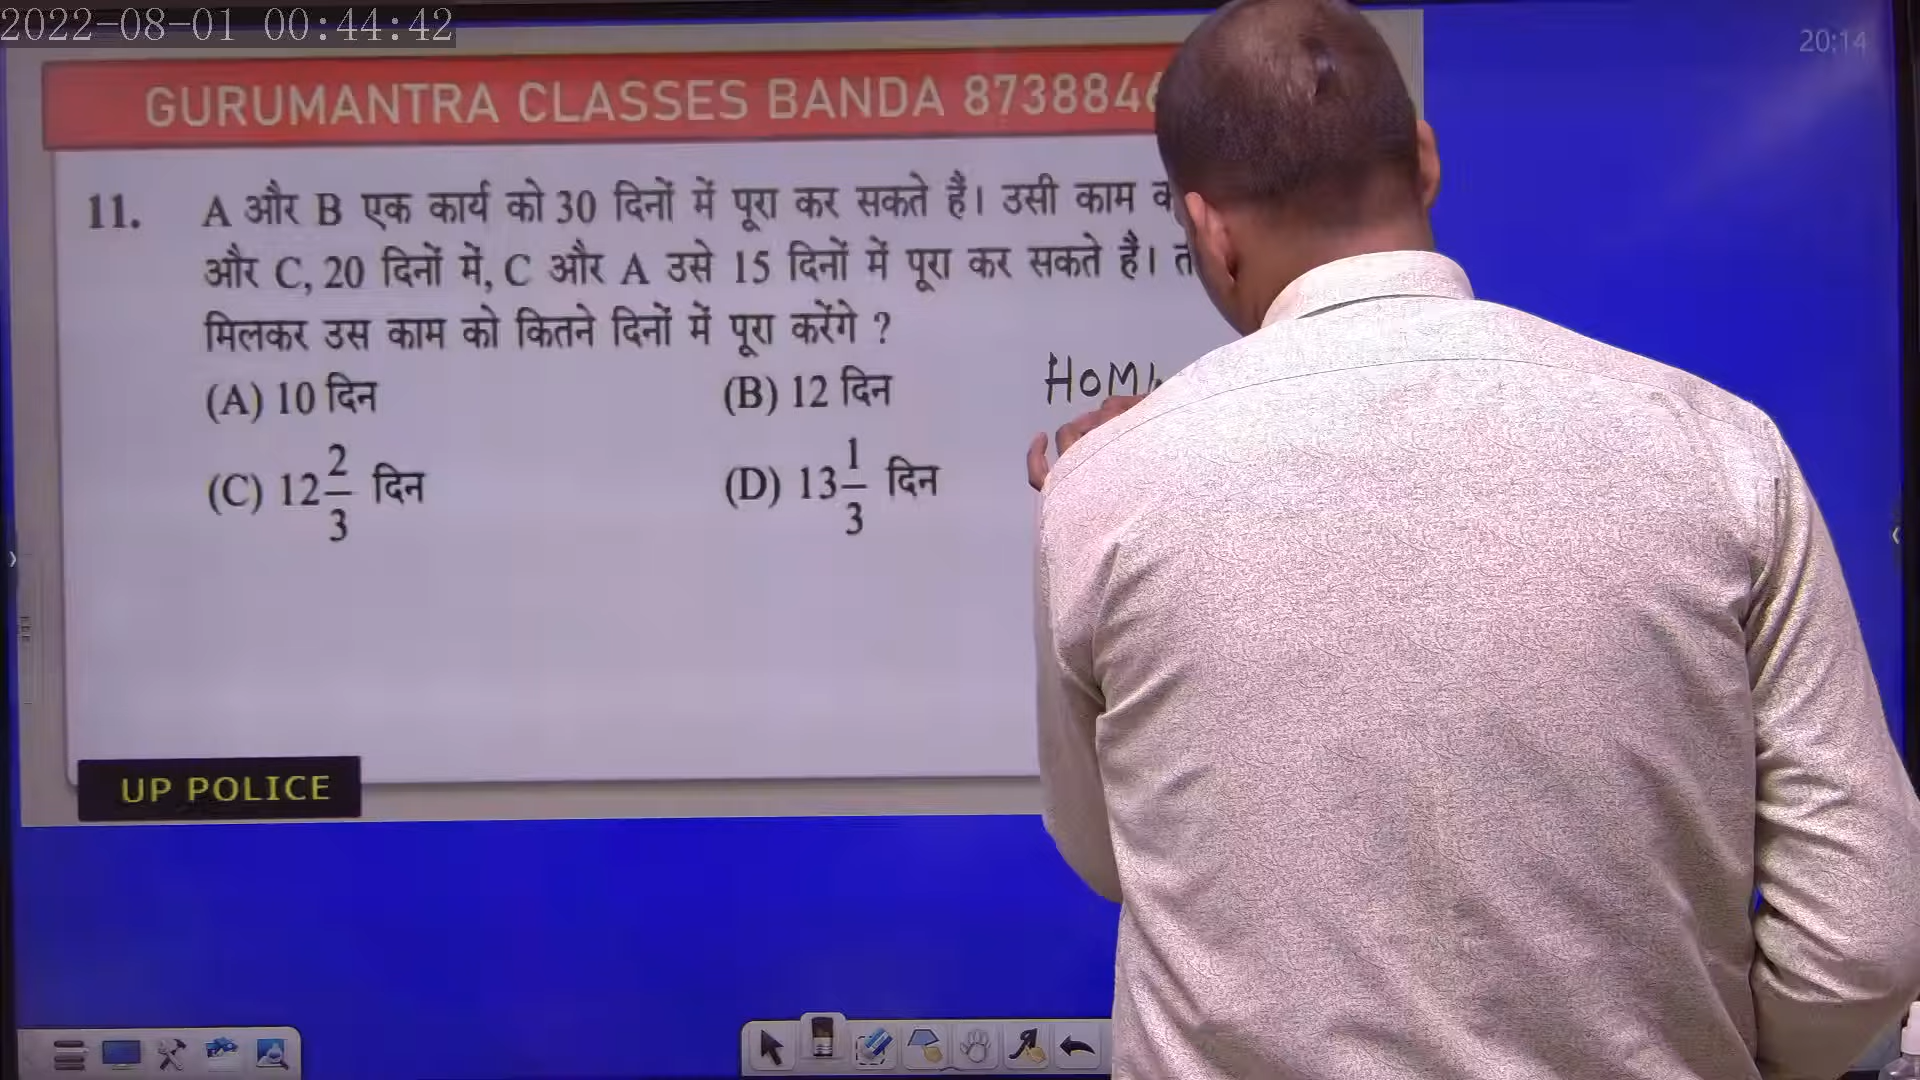 2022-08-01 00:44:42
20:14
GURUMANTRA CLASSES BANDA 873884
11. A और B एक कार्य को 30 दिनों में पूरा कर सकते हैं। उसी काम
और C, 20 दिनों में, C और A उसे 15 दिनों में पूरा कर सकते हैं।
मिलकर उस काम को कितने दिनों में पूरा करेंगे ?
(A) 10 दिन (B) 12 दिन
HOM
(C) 12 2/3 दिन (D) 13 1/3 दिन
UP POLICE